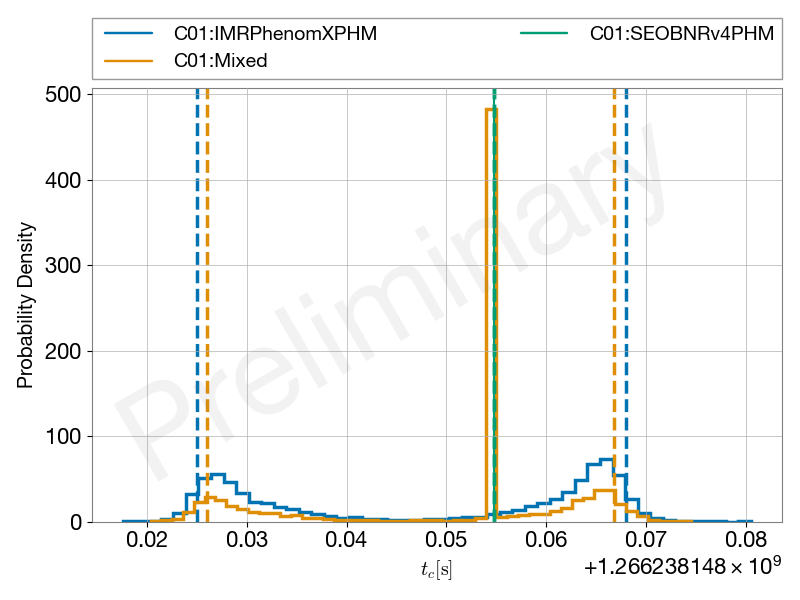 C01:IMRPhenomXPHM C01:SEOBNRv4PHM
C01:Mixed
500
400
300
200
100
0
Probability Density
Preliminary
0.02 0.03 0.04 0.05 0.06 0.07 0.08
t_c[s]
+1.266238148 × 10⁹